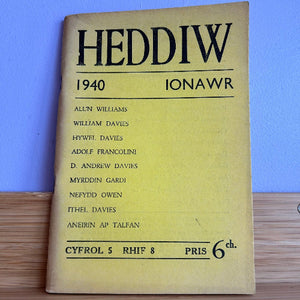 HEDDIW
1940 IONAWR
ALUN WILLIAMS
WILLIAM DAVIES
HYWEL DAVIES
ADOLF FRANCOLINI
D. ANDREW DAVIES
MYRDDIN GARDI
NEFYDD OWEN
ITHEL DAVIES
ANEIRIN AP TALFAN
CYFROL 5 RHIF 8 PRIS 6ch.